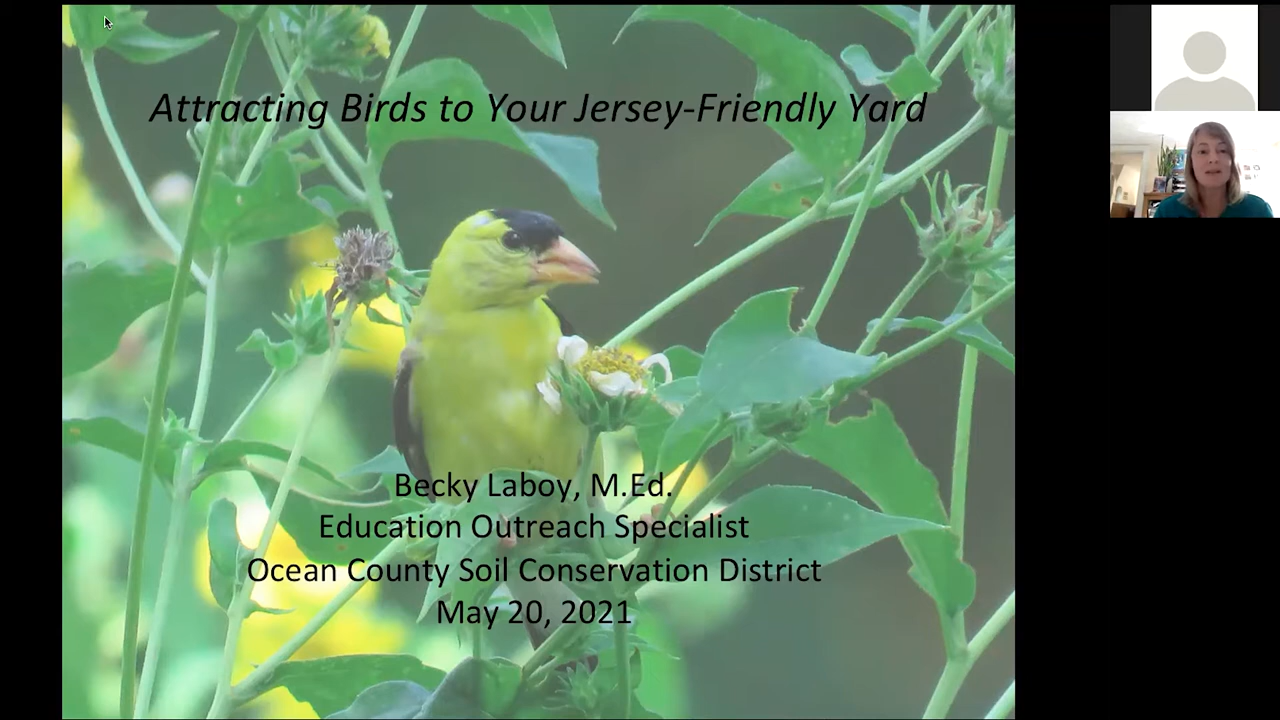 Attracting Birds to Your Jersey-Friendly Yard
Becky Laboy, M.Ed.
Education Outreach Specialist
Ocean County Soil Conservation District
May 20, 2021